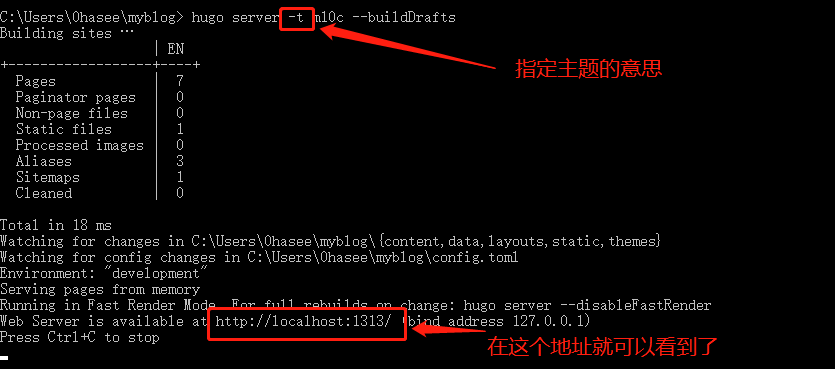 C:\Users\0hasee\myblog> hugo server -t m10c --buildDrafts
Building sites …
| EN
+------------------+----+
Pages | 7
Paginator pages | 0
Non-page files | 0
Static files | 1
Processed images | 0
Aliases | 3
Sitemaps | 1
Cleaned | 0
指定主题的意思
Total in 18 ms
Watching for changes in C:\Users\0hasee\myblog\{content,data,layouts,static,themes}
Watching for config changes in C:\Users\0hasee\myblog\config.toml
Environment: "development"
Serving pages from memory
Running in Fast Render Mode. For full rebuilds on change: hugo server --disableFastRender
Web Server is available at http://localhost:1313/ (bind address 127.0.0.1)
Press Ctrl+C to stop
在这个地址就可以看到了